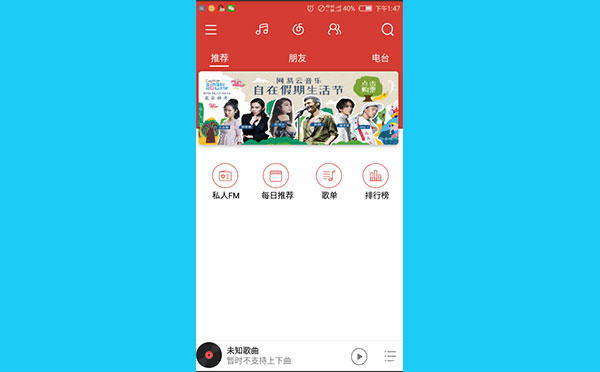 40% 下午1:47
推荐 朋友 电台
网易云音乐
自在假期生活节
点击
购票
私人FM 每日推荐 歌单 排行榜
未知歌曲
暂时不支持上下曲